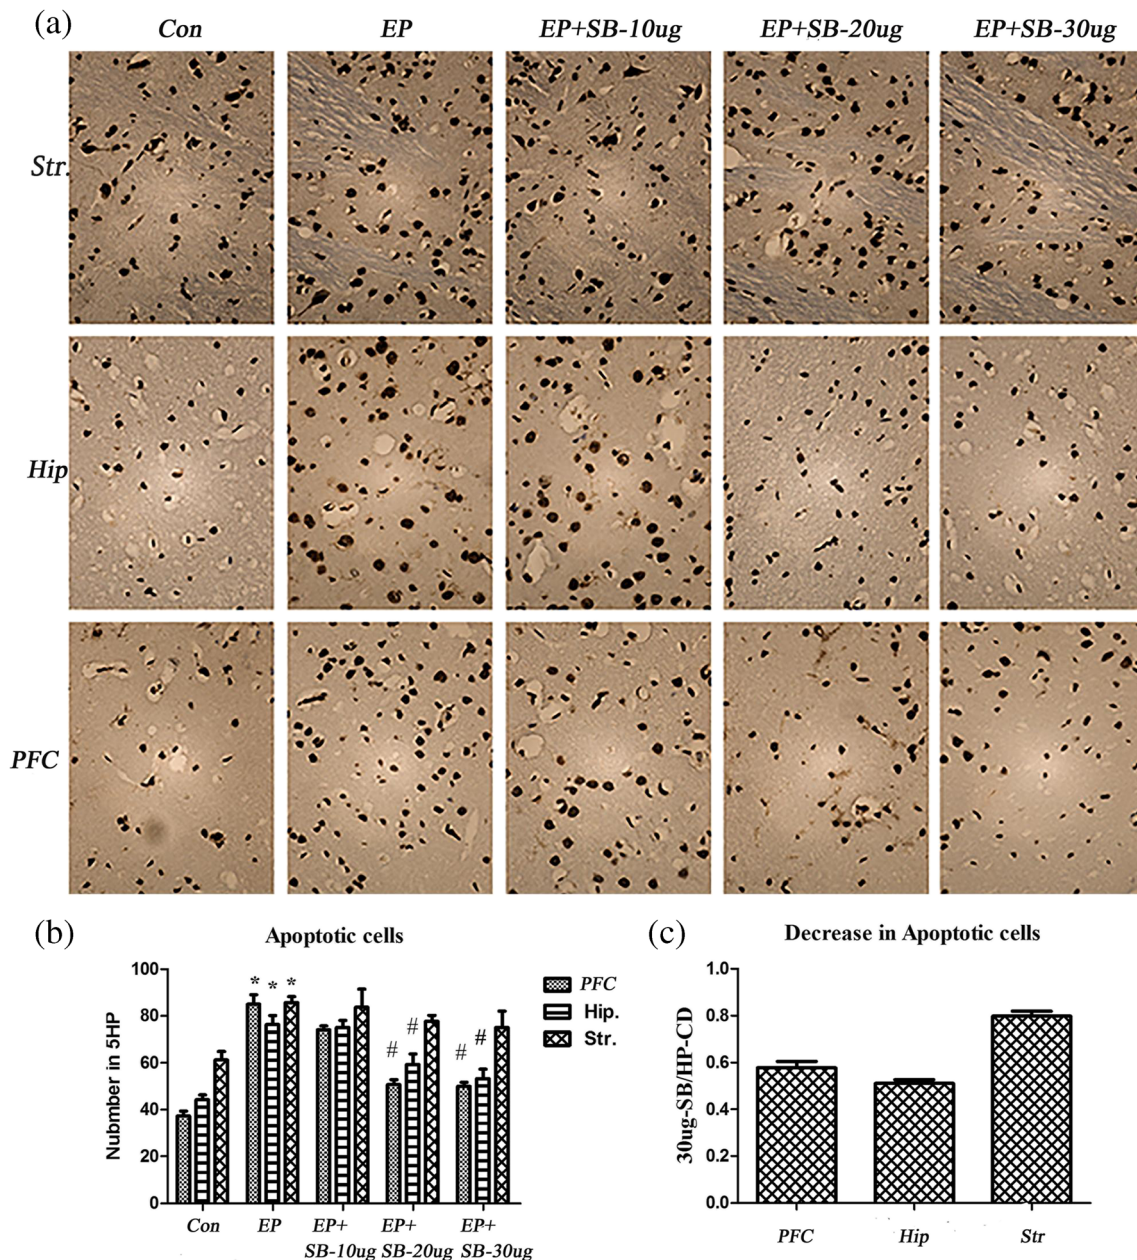 (a)
Con EP EP+SB-10ug EP+SB-20ug EP+SB-30ug
Str.
Hip
PFC
(b)
Apoptotic cells
Nubmber in 5HP
100
80
60
40
20
0
* * *
# #
# #
Con EP EP+ EP+ EP+
SB-10ug SB-20ug SB-30ug
PFC
Hip.
Str.
(c)
Decrease in Apoptotic cells
30ug-SB/HP-CD
1.0
0.8
0.6
0.4
0.2
0.0
PFC Hip Str